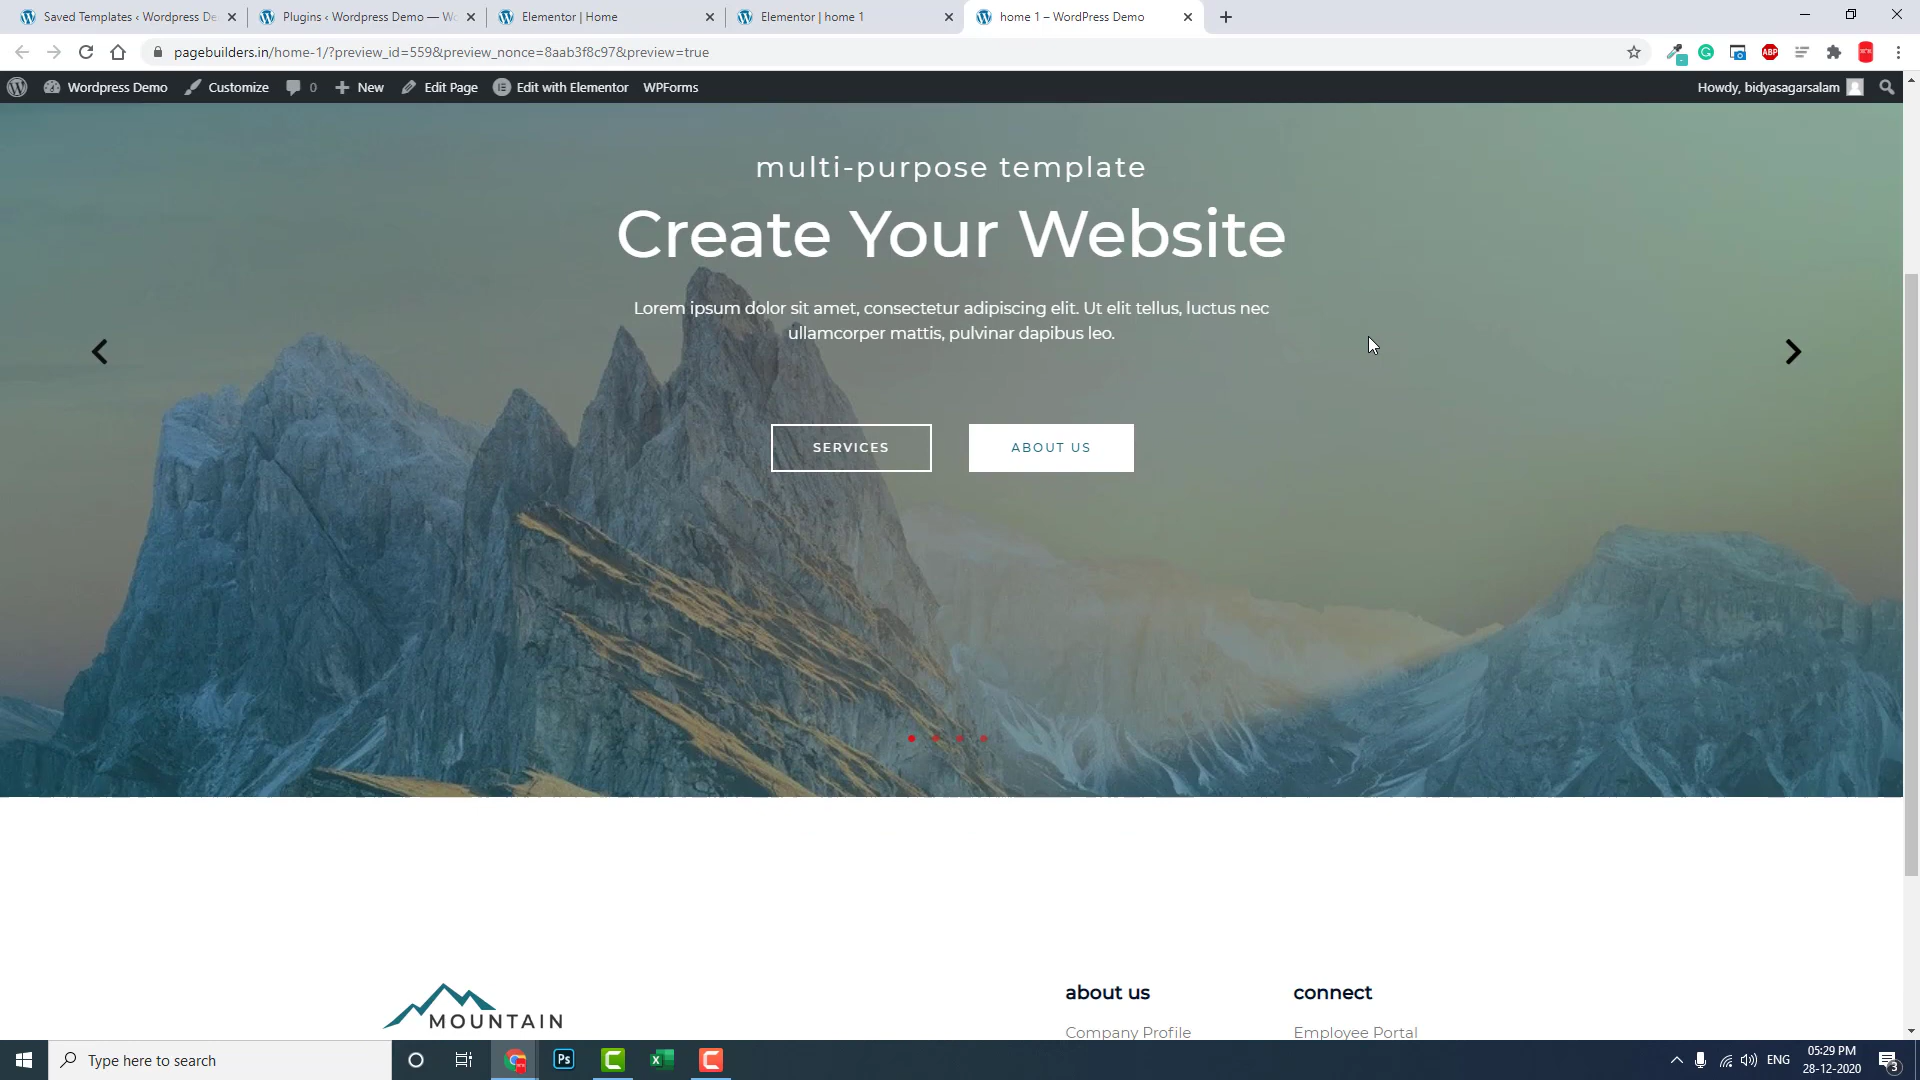 Saved Templates ‹ Wordpress De
Plugins ‹ Wordpress Demo — Wo
Elementor | Home
Elementor | home 1
home 1 – WordPress Demo
pagebuilders.in/home-1/?preview_id=559&preview_nonce=8aab3f8c97&preview=true
ABP
Wordpress Demo
Customize
0
New
Edit Page
Edit with Elementor
WPForms
Howdy, bidyasagarsalam
multi-purpose template
Create Your Website
Lorem ipsum dolor sit amet, consectetur adipiscing elit. Ut elit tellus, luctus nec
ullamcorper mattis, pulvinar dapibus leo.
SERVICES
ABOUT US
MOUNTAIN
about us
connect
Company Profile
Employee Portal
Type here to search
Ps
ENG
05:29 PM
28-12-2020
3